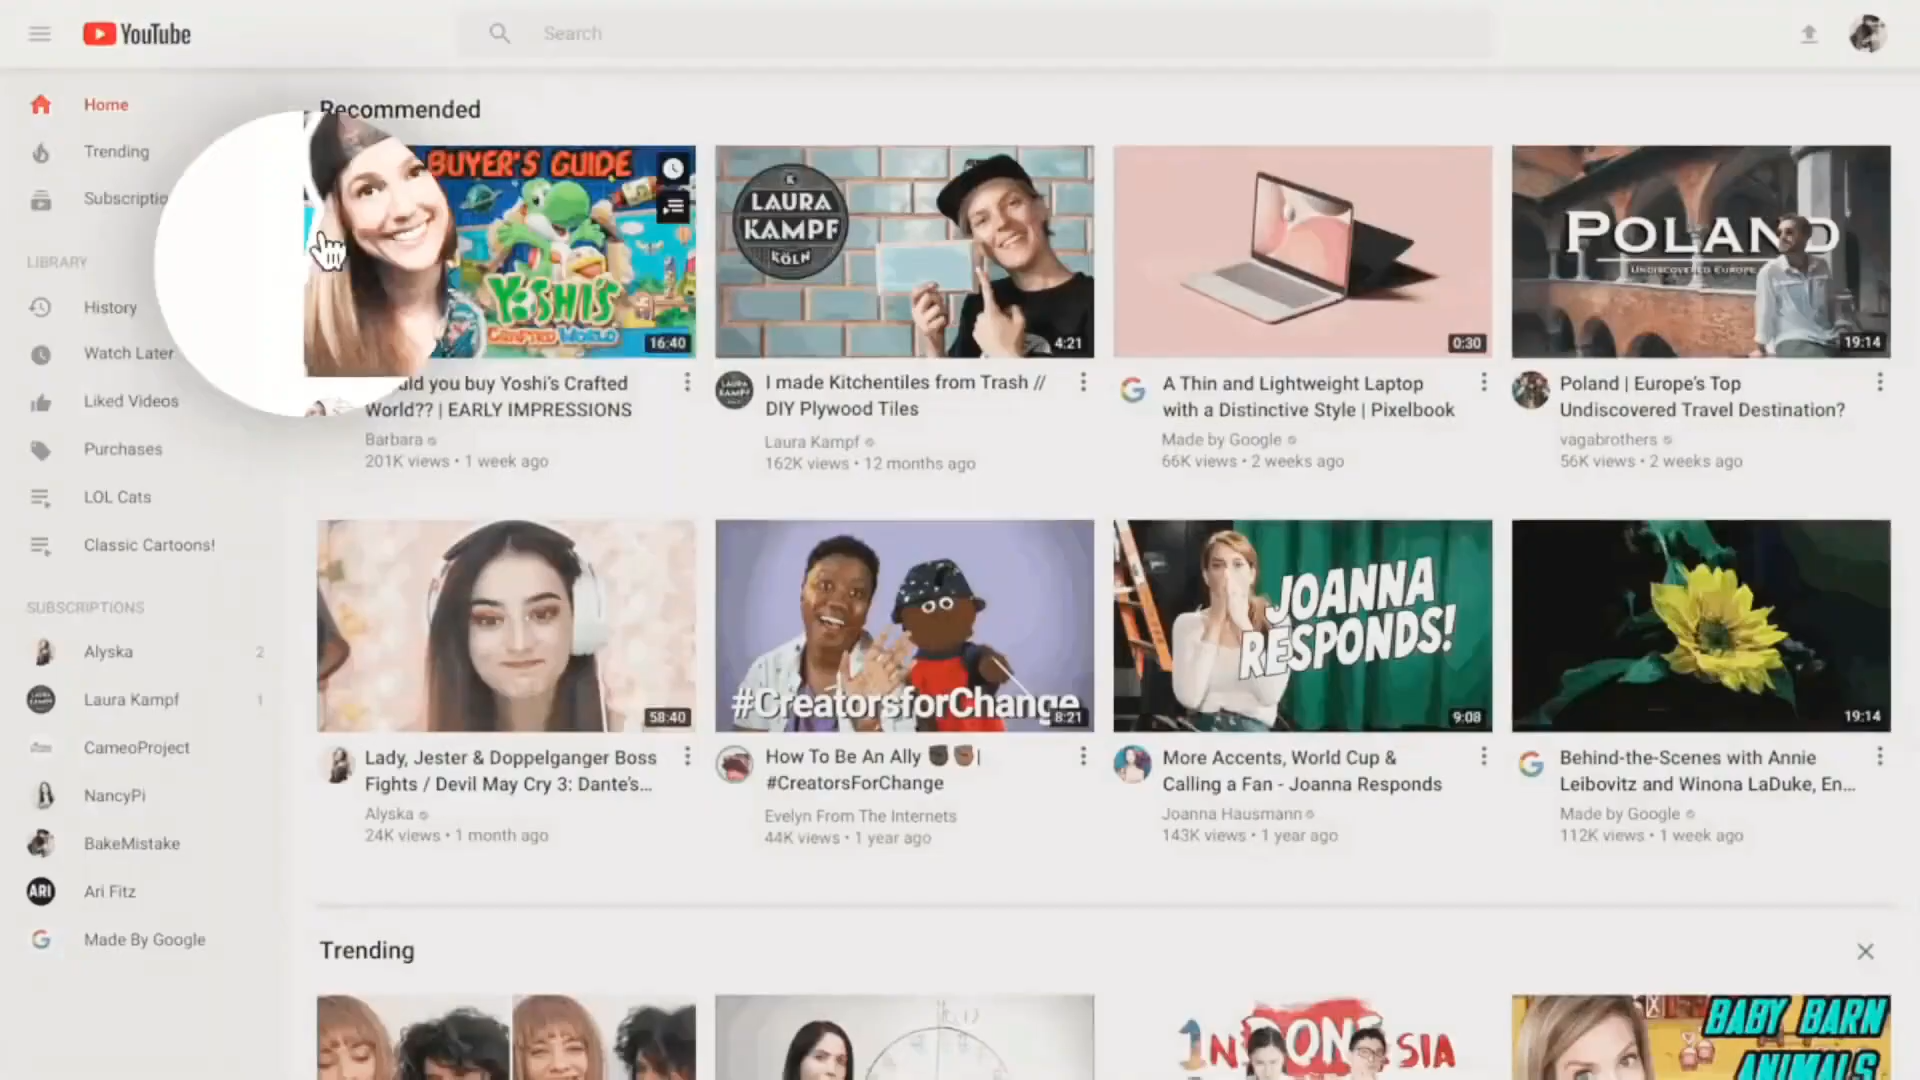 YouTube
Search
Home
Trending
Subscriptio
LIBRARY
History
Watch Later
Liked Videos
Purchases
LOL Cats
Classic Cartoons!
SUBSCRIPTIONS
Alyska 2
Laura Kampf 1
CameoProject
NancyPi
BakeMistake
ARI Ari Fitz
Made By Google
Recommended
BUYER'S GUIDE
YOSHI'S
CRAFTED WORLD
16:40
uld you buy Yoshi's Crafted
World?? | EARLY IMPRESSIONS
Barbara
201K views • 1 week ago
K
LAURA
KAMPF
KÖLN
4:21
I made Kitchentiles from Trash //
DIY Plywood Tiles
Laura Kampf
162K views • 12 months ago
0:30
A Thin and Lightweight Laptop
with a Distinctive Style | Pixelbook
Made by Google
66K views • 2 weeks ago
POLAND
UNDISCOVERED EUROPE
19:14
Poland | Europe's Top
Undiscovered Travel Destination?
vagabrothers
56K views • 2 weeks ago
58:40
Lady, Jester & Doppelganger Boss
Fights / Devil May Cry 3: Dante's...
Alyska
24K views • 1 month ago
#CreatorsforChange
8:21
How To Be An Ally ✊🏿✊🏾|
#CreatorsForChange
Evelyn From The Internets
44K views • 1 year ago
JOANNA
RESPONDS!
9:08
More Accents, World Cup &
Calling a Fan - Joanna Responds
Joanna Hausmann
143K views • 1 year ago
19:14
Behind-the-Scenes with Annie
Leibovitz and Winona LaDuke, En...
Made by Google
112K views • 1 week ago
Trending
INDONESIA
BABY BARN
ANIMALS